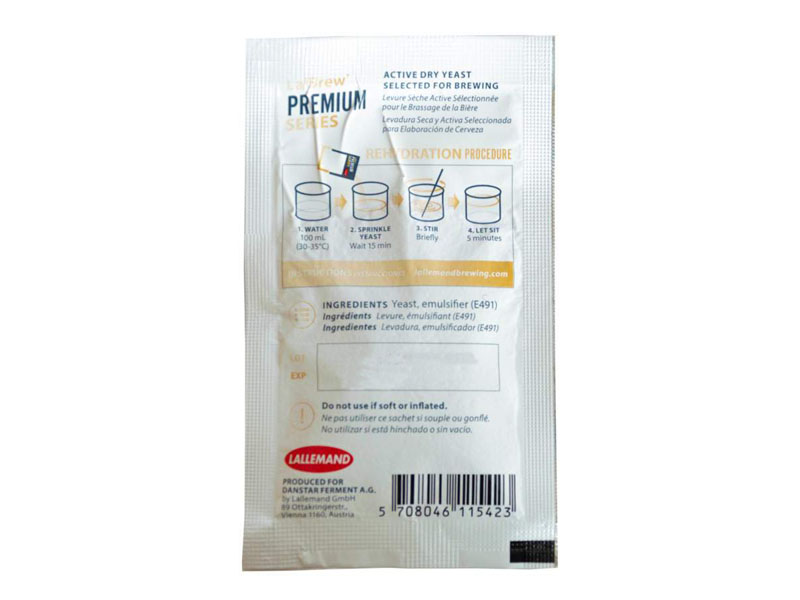 LalBrew®
PREMIUM
SERIES
ACTIVE DRY YEAST
SELECTED FOR BREWING
Levure Sèche Active Sélectionnée
pour le Brassage de la Bière
Levadura Seca y Activa Seleccionada
para Elaboración de Cerveza
REHYDRATION PROCEDURE
1. WATER
100 mL
(30-35°C)
2. SPRINKLE
YEAST
Wait 15 min
3. STIR
Briefly
4. LET SIT
5 minutes
INSTRUCTIONS INSTRUCCIONES lallemandbrewing.com
INGREDIENTS Yeast, emulsifier (E491)
Ingrédients Levure, émulsifiant (E491)
Ingredientes Levadura, emulsificador (E491)
LOT
EXP
Do not use if soft or inflated.
Ne pas utiliser ce sachet si souple ou gonflé.
No utilizar si está hinchado o sin vacío.
LALLEMAND
PRODUCED FOR
DANSTAR FERMENT A.G.
by Lallemand GmbH
89 Ottakringerstr.,
Vienna 1160, Austria
5 708046 115423